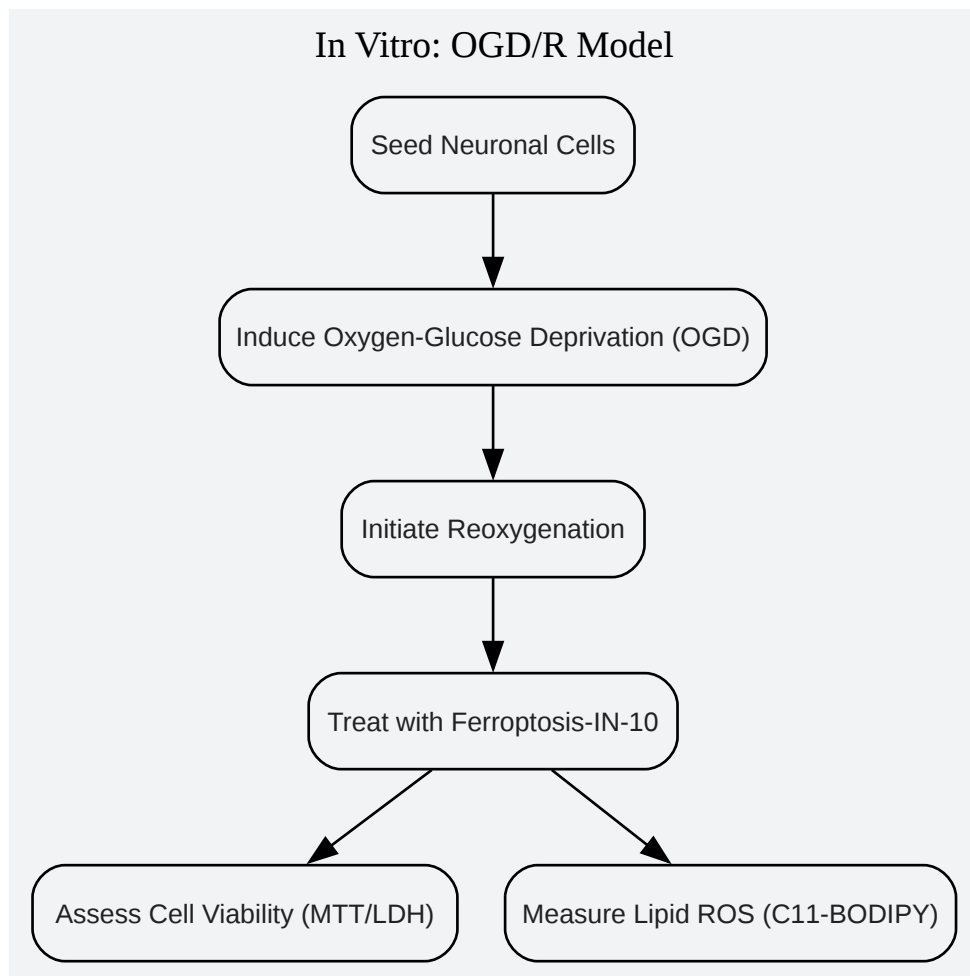 In Vitro: OGD/R Model
Seed Neuronal Cells
Induce Oxygen-Glucose Deprivation (OGD)
Initiate Reoxygenation
Treat with Ferroptosis-IN-10
Assess Cell Viability (MTT/LDH)
Measure Lipid ROS (C11-BODIPY)